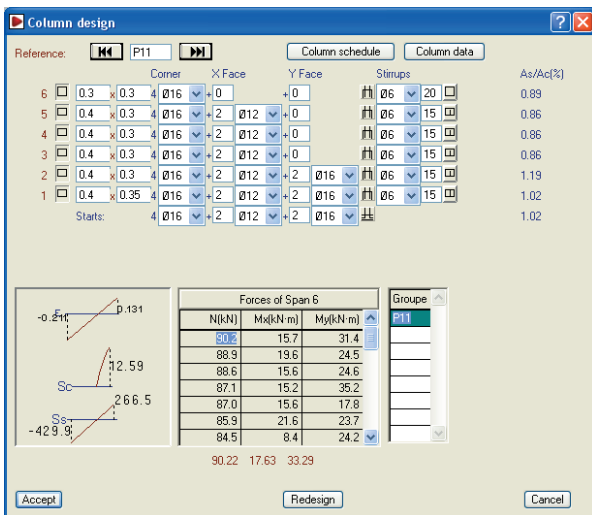 Column design
Reference: P11 Column schedule Column data
Corner X Face Y Face Stirrups As/Ac(%)
6 0.3 x 0.3 4 Ø16 +0 +0 Ø6 20 0.89
5 0.4 x 0.3 4 Ø16 +2 Ø12 +0 Ø6 15 0.86
4 0.4 x 0.3 4 Ø16 +2 Ø12 +0 Ø6 15 0.86
3 0.4 x 0.3 4 Ø16 +2 Ø12 +0 Ø6 15 0.86
2 0.4 x 0.3 4 Ø16 +2 Ø12 +2 Ø16 Ø6 15 1.19
1 0.4 x 0.35 4 Ø16 +2 Ø12 +2 Ø16 Ø6 15 1.02
Starts: 4 Ø16 +2 Ø12 +2 Ø16 1.02
-0.211 0.131
Sc 12.59
Ss 266.5
-429.9
Forces of Span 6
N(kN) Mx(kN·m) My(kN·m)
90.2 15.7 31.4
88.9 19.6 24.5
88.6 15.6 24.6
87.1 15.2 35.2
87.0 15.6 17.8
85.9 21.6 23.7
84.5 8.4 24.2
90.22 17.63 33.29
Groupe
P11
Accept Redesign Cancel